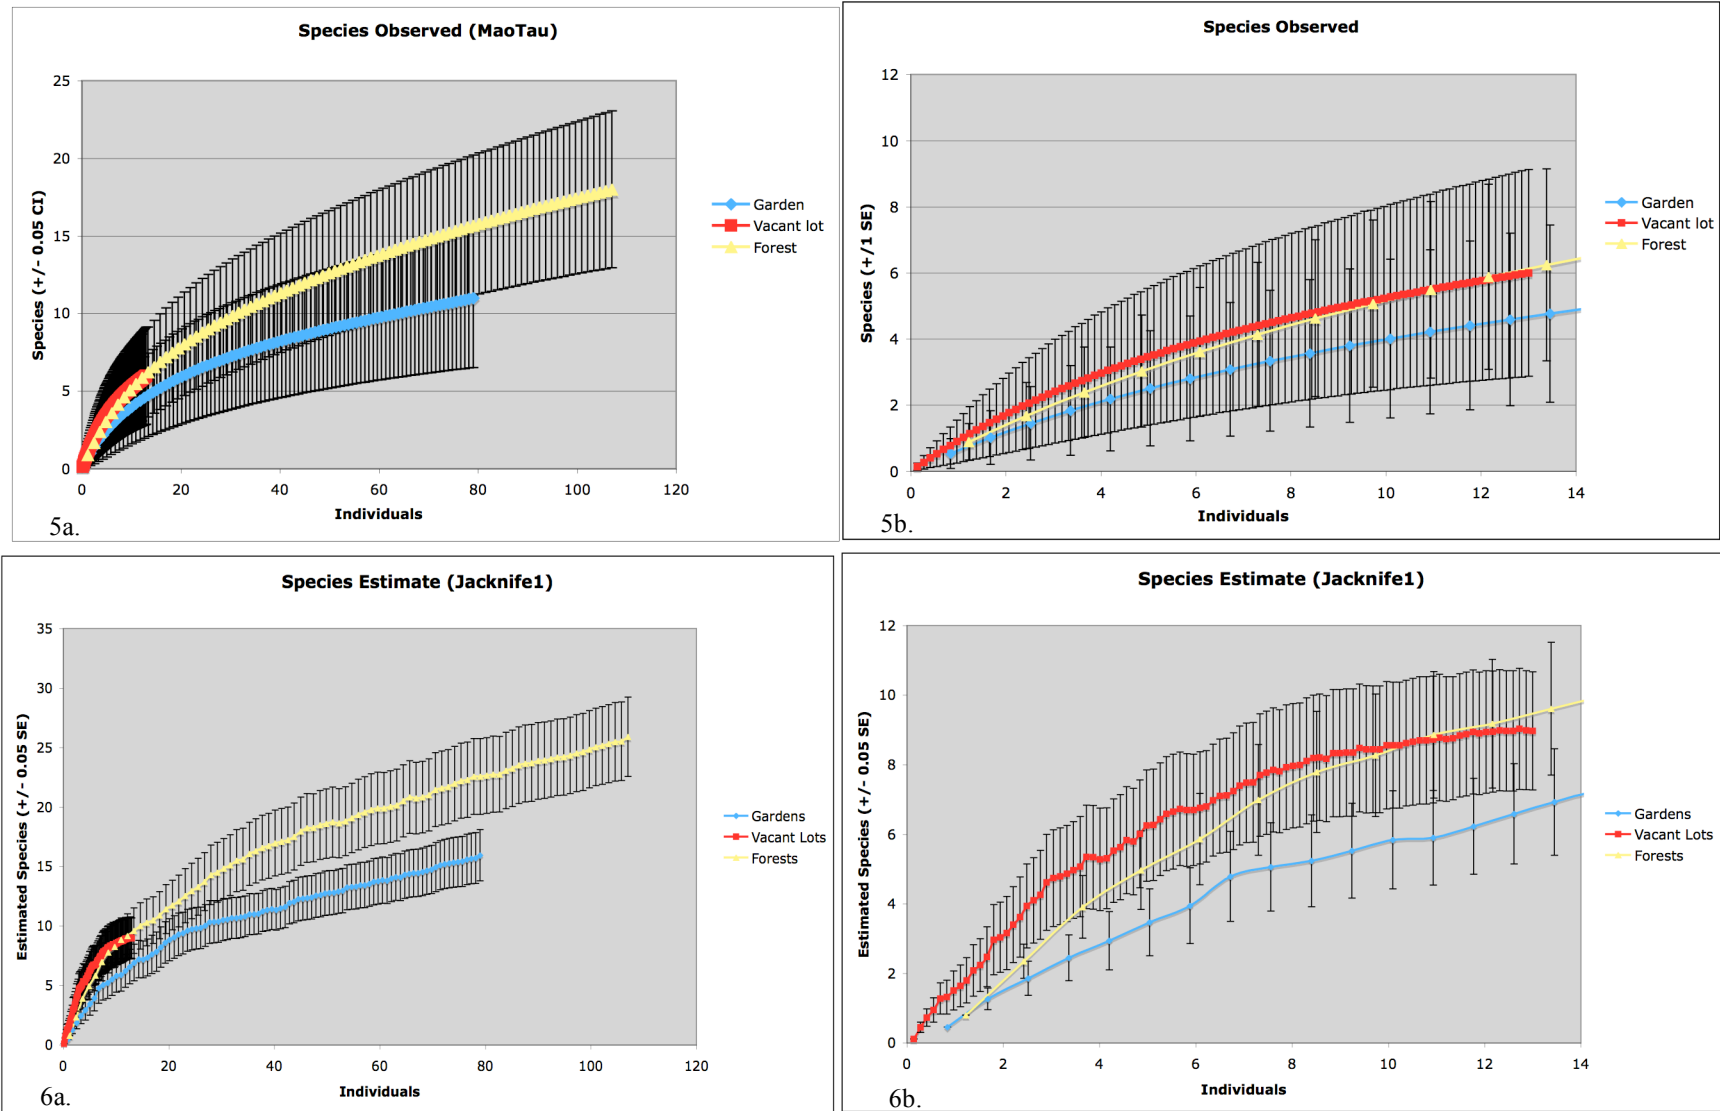 Species Observed (MaoTau)
Species (+/- 0.05 CI)
25
20
15
10
5
0
0 20 40 60 80 100 120
Individuals
Garden
Vacant lot
Forest
5a.
Species Observed
Species (+/1 SE)
12
10
8
6
4
2
0
0 2 4 6 8 10 12 14
Individuals
Garden
Vacant lot
Forest
5b.
Species Estimate (Jacknife1)
Estimated Species (+/- 0.05 SE)
35
30
25
20
15
10
5
0
0 20 40 60 80 100 120
Individuals
Gardens
Vacant Lots
Forests
6a.
Species Estimate (Jacknife1)
Estimated Species (+/- 0.05 SE)
12
10
8
6
4
2
0
0 2 4 6 8 10 12 14
Individuals
Gardens
Vacant Lots
Forests
6b.